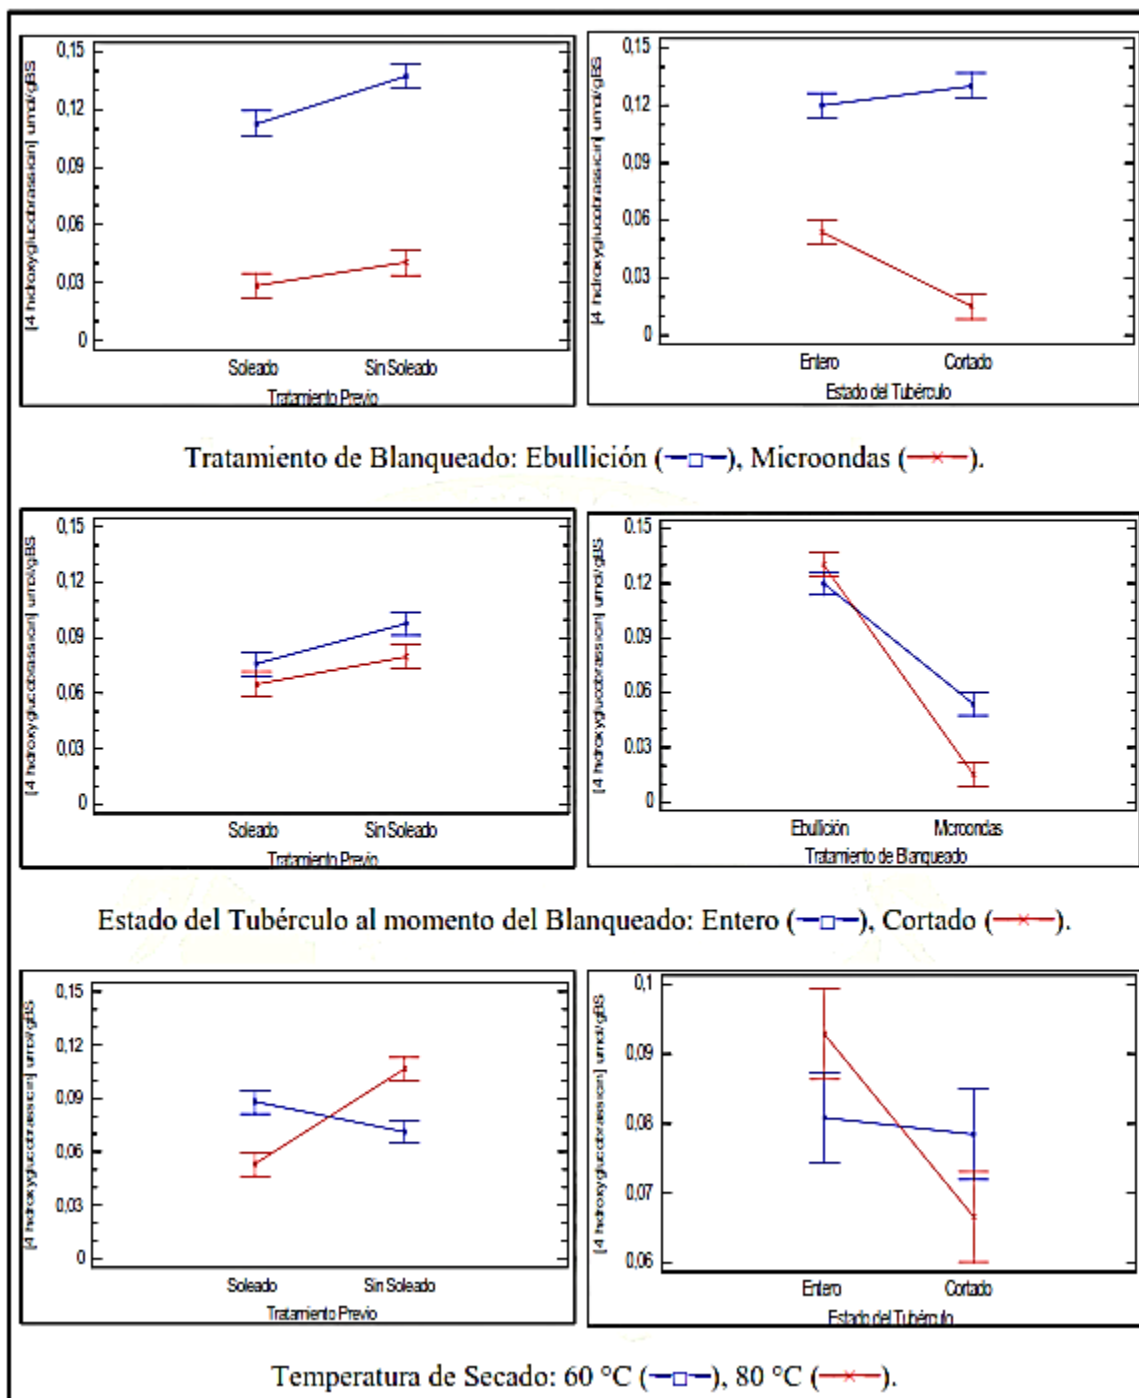 [4 hidroxyglucobrassicin] umol/gBS
0,15
0,12
0,09
0,06
0,03
0
Soleado Sin Soleado
Tratamiento Previo
[4 hidroxyglucobrassicin] umol/gBS
0,15
0,12
0,09
0,06
0,03
0
Entero Cortado
Estado del Tubérculo
Tratamiento de Blanqueado: Ebullición (), Microondas ().
[4 hidroxyglucobrassicin] umol/gBS
0,15
0,12
0,09
0,06
0,03
0
Soleado Sin Soleado
Tratamiento Previo
[4 hidroxyglucobrassicin] umol/gBS
0,15
0,12
0,09
0,06
0,03
0
Ebullición Microondas
Tratamiento de Blanqueado
Estado del Tubérculo al momento del Blanqueado: Entero (), Cortado ().
[4 hidroxyglucobrassicin] umol/gBS
0,15
0,12
0,09
0,06
0,03
0
Soleado Sin Soleado
Tratamiento Previo
[4 hidroxyglucobrassicin] umol/gBS
0,1
0,09
0,08
0,07
0,06
Entero Cortado
Estado del Tubérculo
Temperatura de Secado: 60 °C (), 80 °C ().